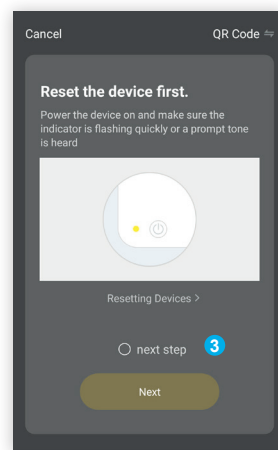 Cancel QR Code
Reset the device first.
Power the device on and make sure the
indicator is flashing quickly or a prompt tone
is heard
Resetting Devices >
next step 3
Next